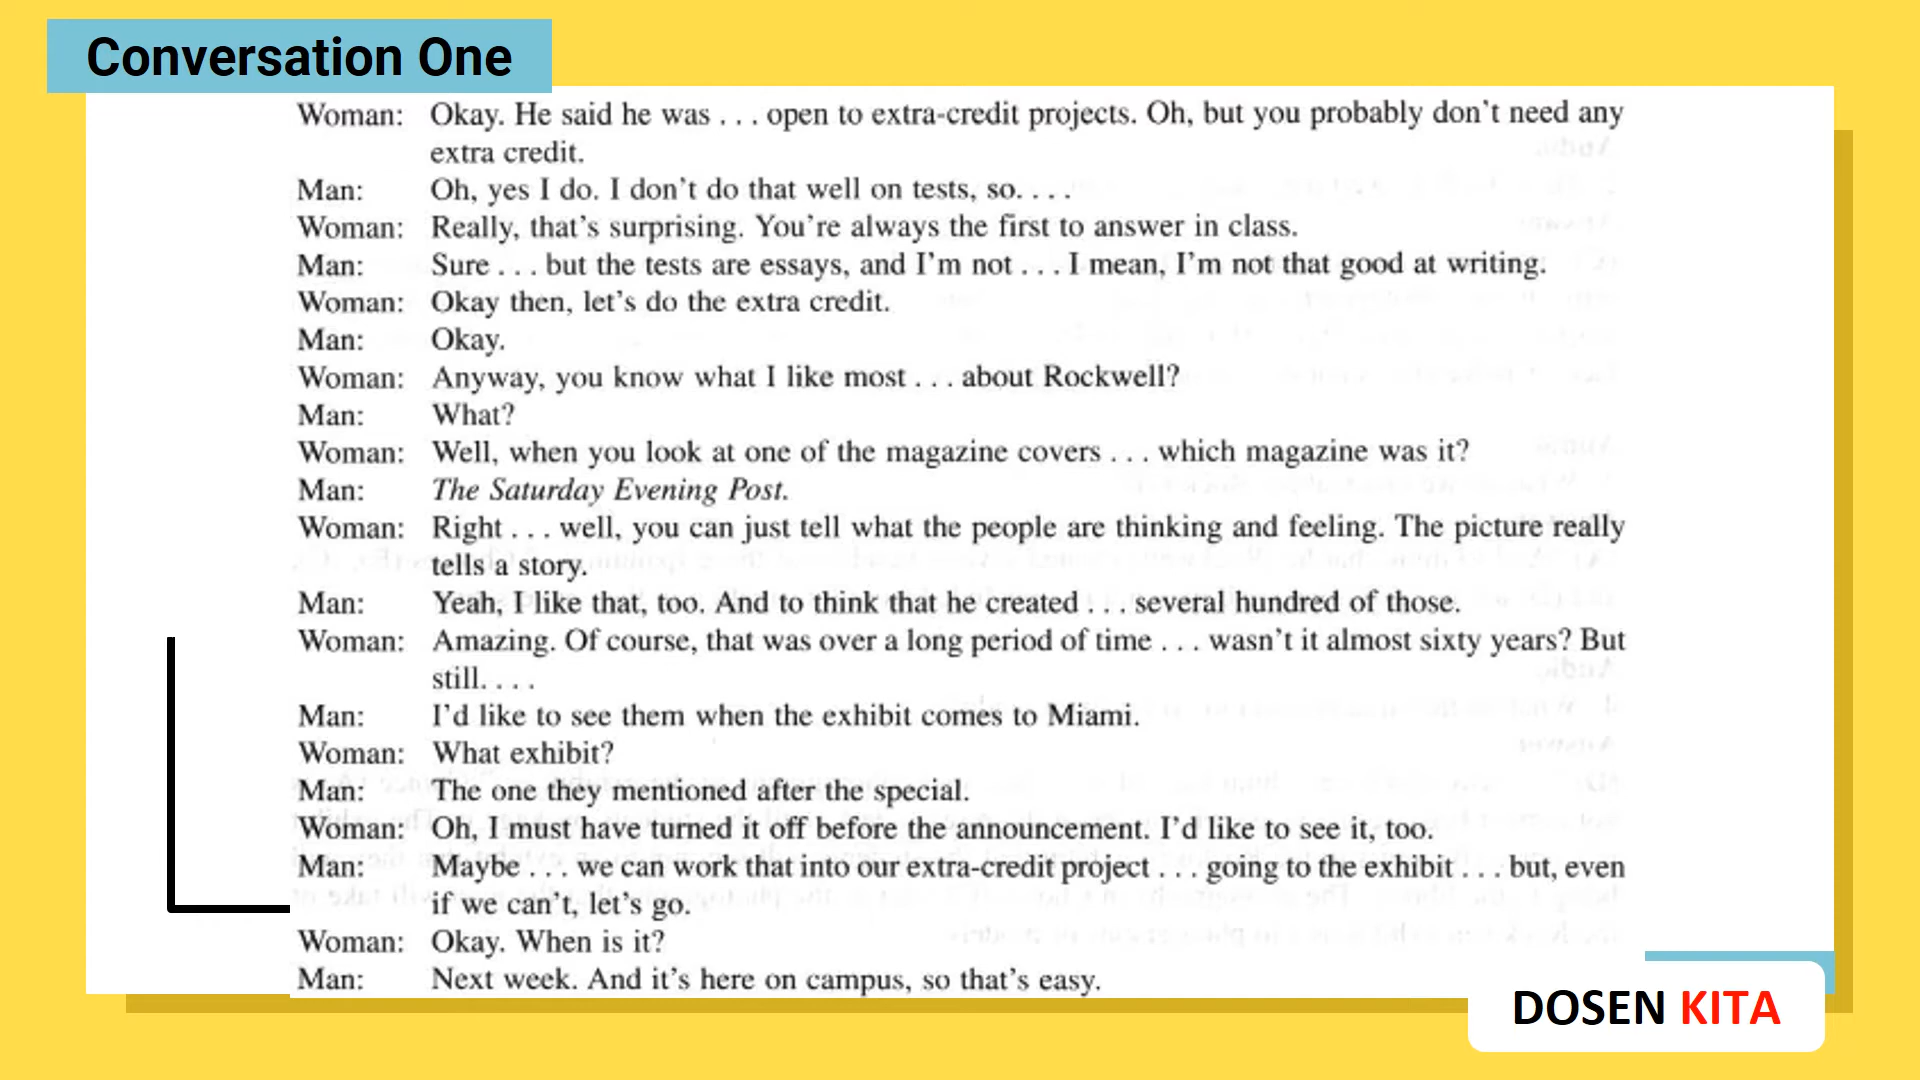 Conversation One
Woman: Okay. He said he was . . . open to extra-credit projects. Oh, but you probably don't need any
extra credit.
Man: Oh, yes I do. I don't do that well on tests, so. . . .
Woman: Really, that's surprising. You're always the first to answer in class.
Man: Sure . . . but the tests are essays, and I'm not . . . I mean, I'm not that good at writing.
Woman: Okay then, let's do the extra credit.
Man: Okay.
Woman: Anyway, you know what I like most . . . about Rockwell?
Man: What?
Woman: Well, when you look at one of the magazine covers . . . which magazine was it?
Man: The Saturday Evening Post.
Woman: Right . . . well, you can just tell what the people are thinking and feeling. The picture really
tells a story.
Man: Yeah, I like that, too. And to think that he created . . . several hundred of those.
Woman: Amazing. Of course, that was over a long period of time . . . wasn't it almost sixty years? But
still. . . .
Man: I'd like to see them when the exhibit comes to Miami.
Woman: What exhibit?
Man: The one they mentioned after the special.
Woman: Oh, I must have turned it off before the announcement. I'd like to see it, too.
Man: Maybe . . . we can work that into our extra-credit project . . . going to the exhibit . . . but, even
if we can't, let's go.
Woman: Okay. When is it?
Man: Next week. And it's here on campus, so that's easy.
DOSEN KITA